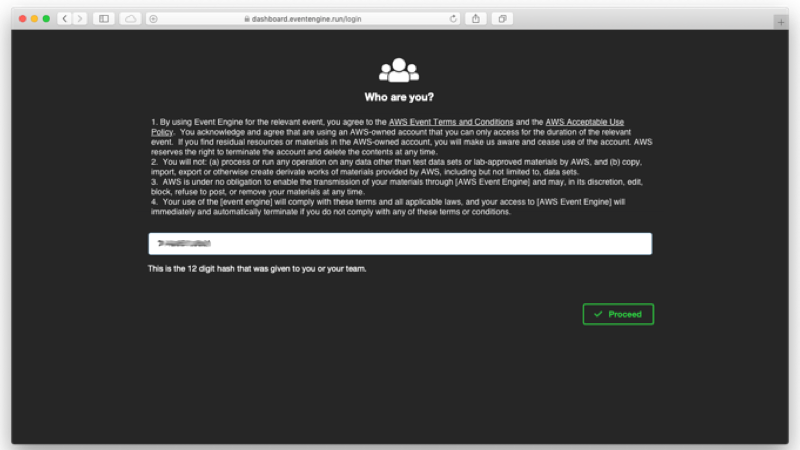 dashboard.eventengine.run/login
Who are you?
1. By using Event Engine for the relevant event, you agree to the AWS Event Terms and Conditions and the AWS Acceptable Use
Policy. You acknowledge and agree that are using an AWS-owned account that you can only access for the duration of the relevant
event. If you find residual resources or materials in the AWS-owned account, you will make us aware and cease use of the account. AWS
reserves the right to terminate the account and delete the contents at any time.
2. You will not: (a) process or run any operation on any data other than test data sets or lab-approved materials by AWS, and (b) copy,
import, export or otherwise create derivate works of materials provided by AWS, including but not limited to, data sets.
3. AWS is under no obligation to enable the transmission of your materials through [AWS Event Engine] and may, in its discretion, edit,
block, refuse to post, or remove your materials at any time.
4. Your use of the [event engine] will comply with these terms and all applicable laws, and your access to [AWS Event Engine] will
immediately and automatically terminate if you do not comply with any of these terms or conditions.
This is the 12 digit hash that was given to you or your team.
Proceed